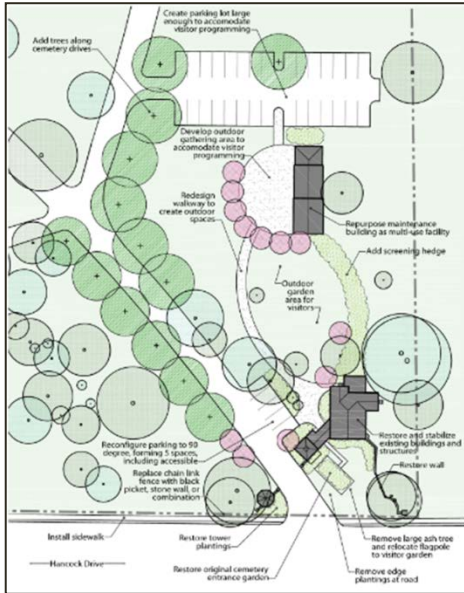 Create parking lot large
enough to accomodate
visitor programming
Add trees along
cemetery drives
Develop outdoor
gathering area to
accomodate visitor
programming
Redesign
walkway to
create outdoor
spaces
Repurpose maintenance
building as multi-use facility
Add screening hedge
Outdoor
garden
area for
visitors
Reconfigure parking to 90
degree, forming 5 spaces,
including accessible
Replace chain link
fence with black
picket, stone wall, or
combination
Restore and stabilize
existing buildings and
structures
Restore wall
Install sidewalk
Restore tower
plantings
Remove large ash tree
and relocate flagpole
to visitor garden
Hancock Drive
Restore original cemetery
entrance garden
Remove edge
plantings at road